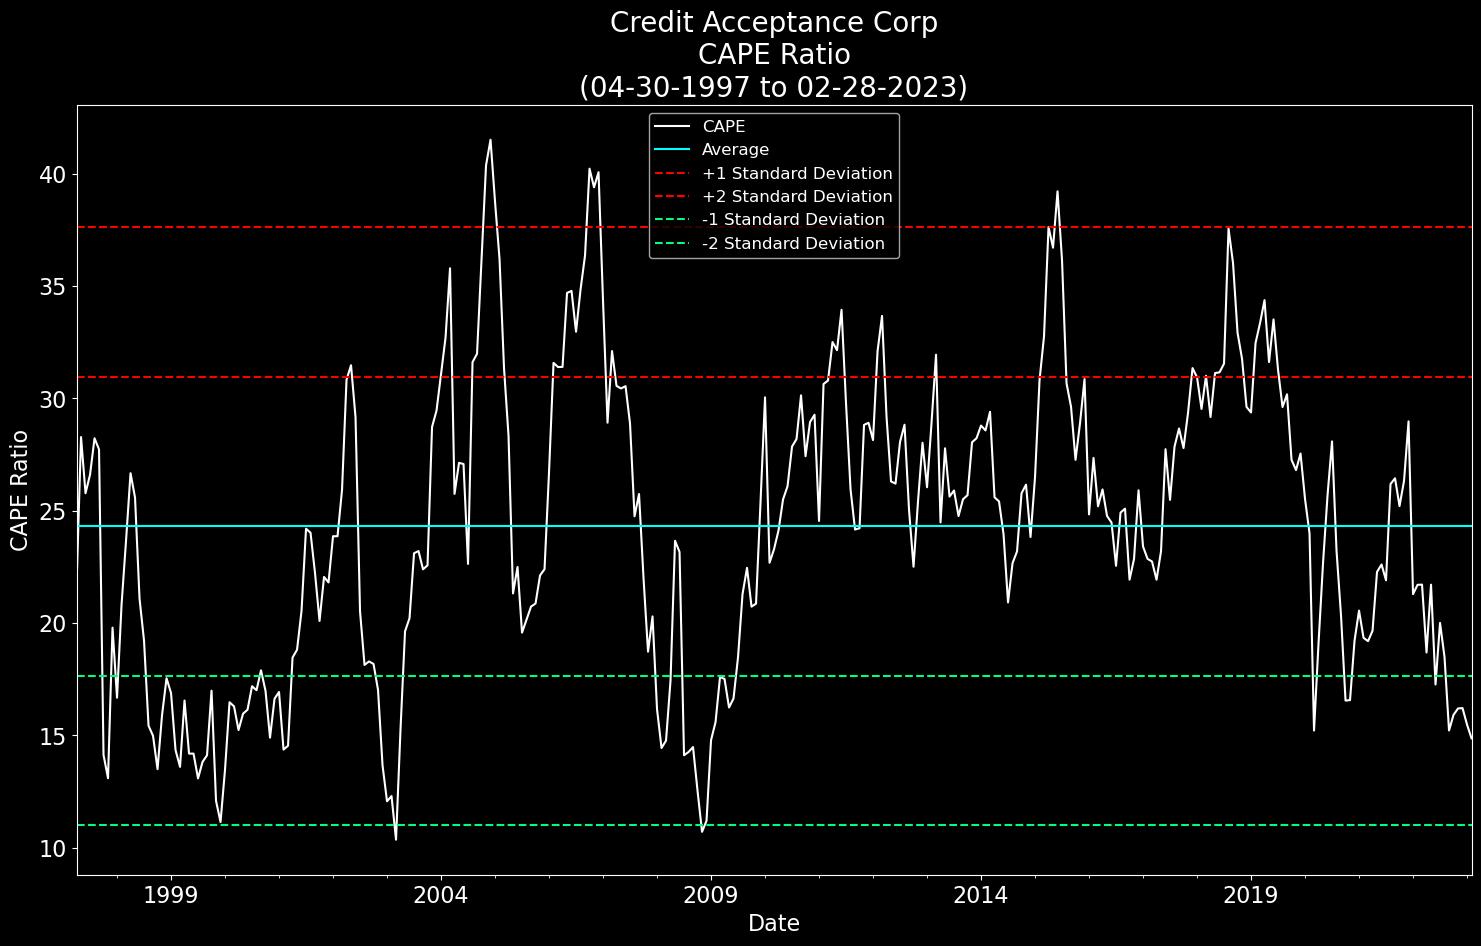 Credit Acceptance Corp
CAPE Ratio
(04-30-1997 to 02-28-2023)
CAPE
Average
+1 Standard Deviation
+2 Standard Deviation
-1 Standard Deviation
-2 Standard Deviation
CAPE Ratio
40
35
30
25
20
15
10
1999
2004
2009
2014
2019
Date